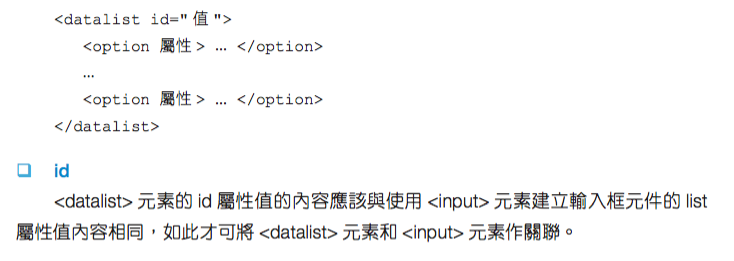 <datalist id=" 值 ">
<option 屬性 > … </option>
…
<option 屬性 > … </option>
</datalist>
❑ id
<datalist> 元素的 id 屬性值的內容應該與使用 <input> 元素建立輸入框元件的 list
屬性值內容相同，如此才可將 <datalist> 元素和 <input> 元素作關聯。